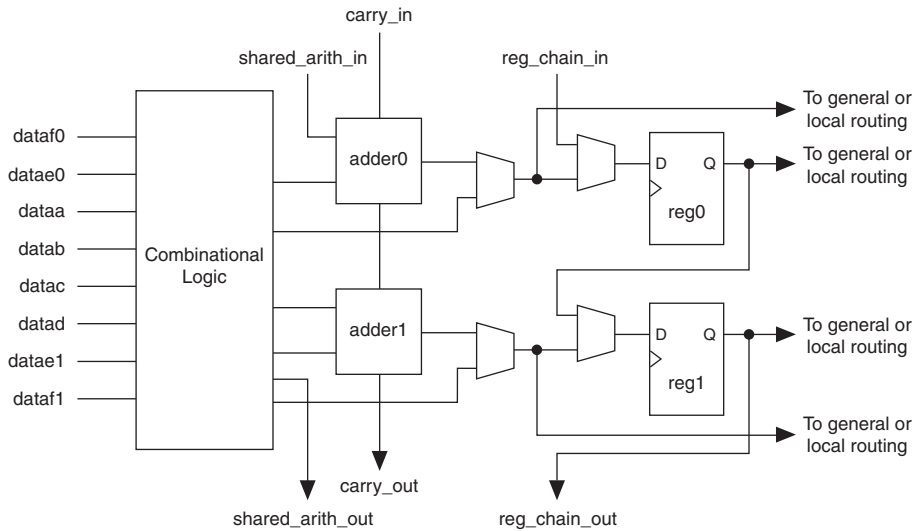 carry_in
shared_arith_in
reg_chain_in
To general or
local routing
dataf0
datae0
dataa
datab
datac
datad
datae1
dataf1
Combinational
Logic
adder0
D
Q
reg0
To general or
local routing
adder1
D
Q
reg1
To general or
local routing
To general or
local routing
carry_out
shared_arith_out
reg_chain_out